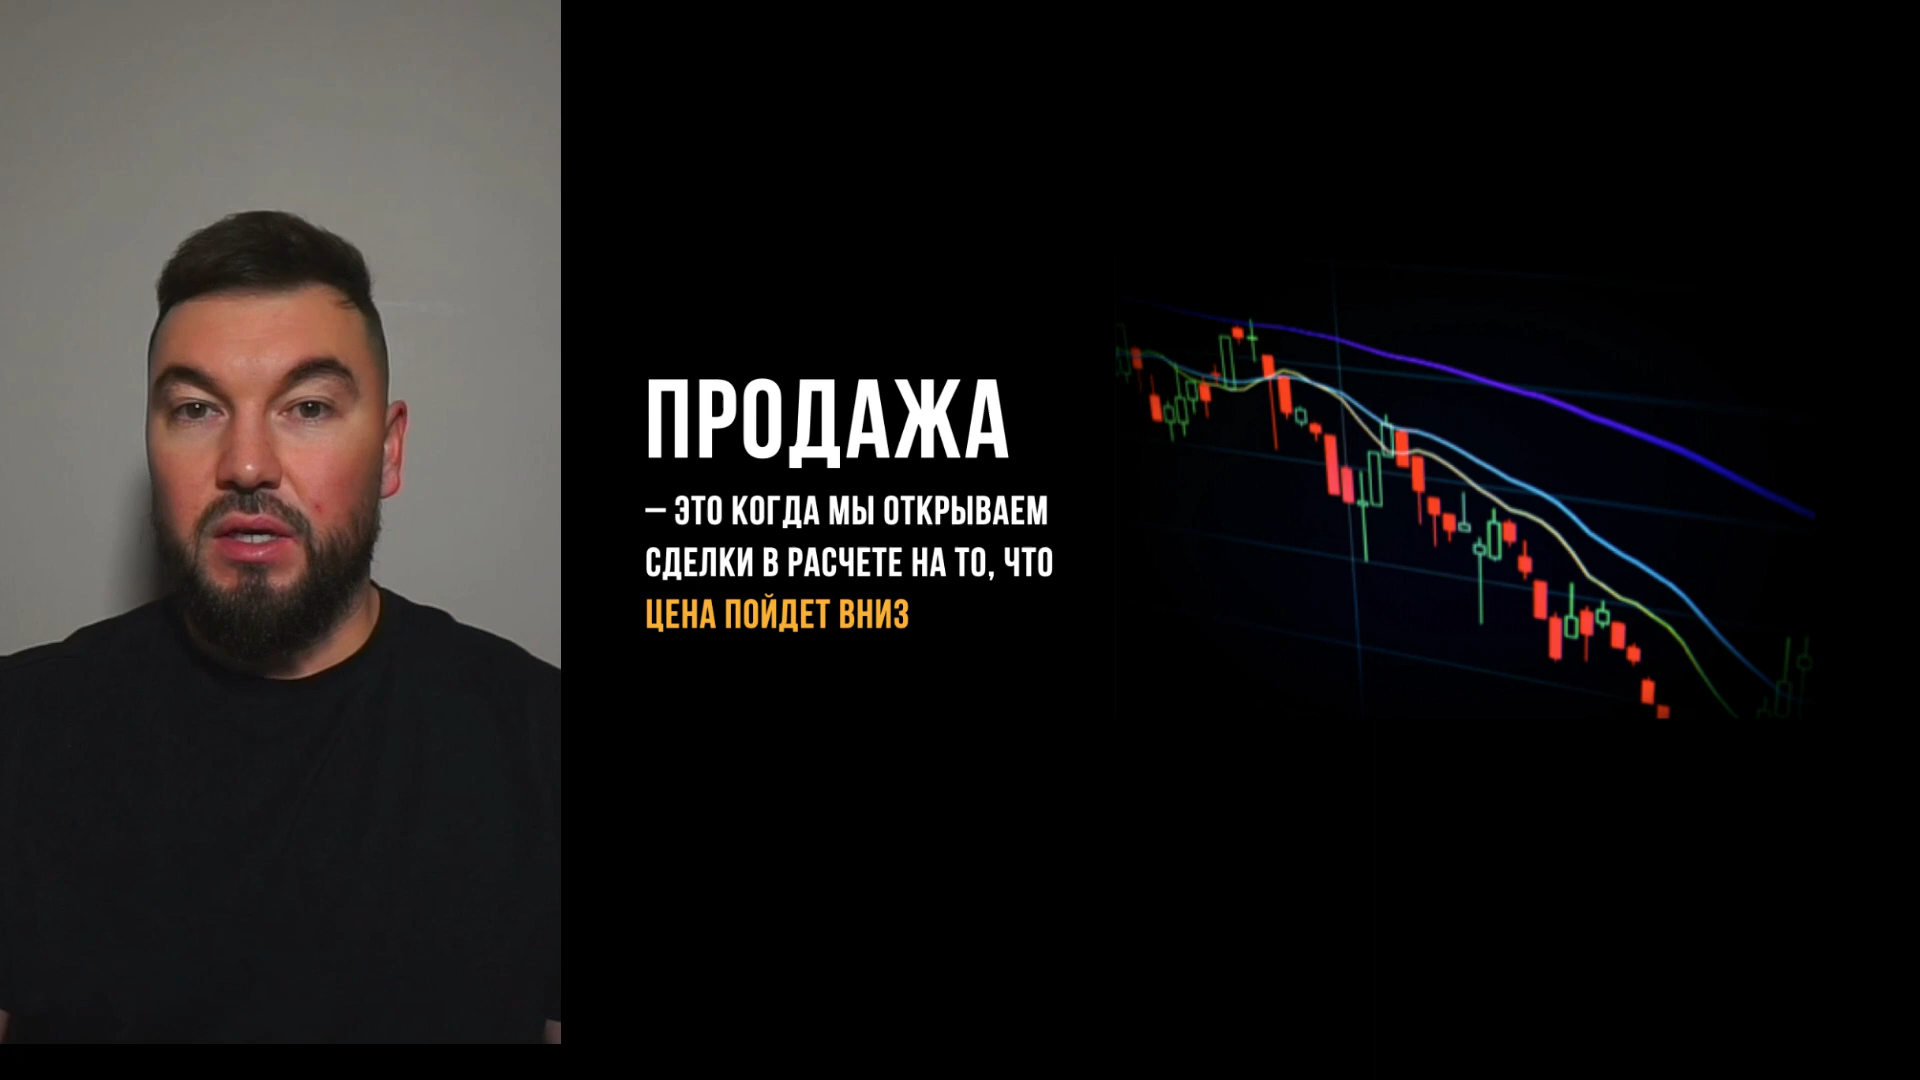 ПРОДАЖА
– ЭТО КОГДА МЫ ОТКРЫВАЕМ
СДЕЛКИ В РАСЧЕТЕ НА ТО, ЧТО
ЦЕНА ПОЙДЕТ ВНИЗ